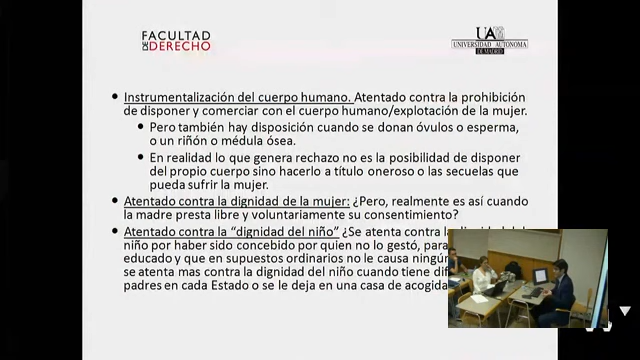 FACULTAD
DE DERECHO
UA
UNIVERSIDAD AUTONOMA
DE MADRID
• Instrumentalización del cuerpo humano. Atentado contra la prohibición
de disponer y comerciar con el cuerpo humano/explotación de la mujer.
• Pero también hay disposición cuando se donan óvulos o esperma,
o un riñón o médula ósea.
• En realidad lo que genera rechazo no es la posibilidad de disponer
del propio cuerpo sino hacerlo a título oneroso o las secuelas que
pueda sufrir la mujer.
• Atentado contra la dignidad de la mujer: ¿Pero, realmente es así cuando
la madre presta libre y voluntariamente su consentimiento?
• Atentado contra la “dignidad del niño” ¿Se atenta contra la
niño por haber sido concebido por quien no lo gestó, para
educado y que en supuestos ordinarios no le causa ningún
se atenta mas contra la dignidad del niño cuando tiene
padres en cada Estado o se le deja en una casa de acogida